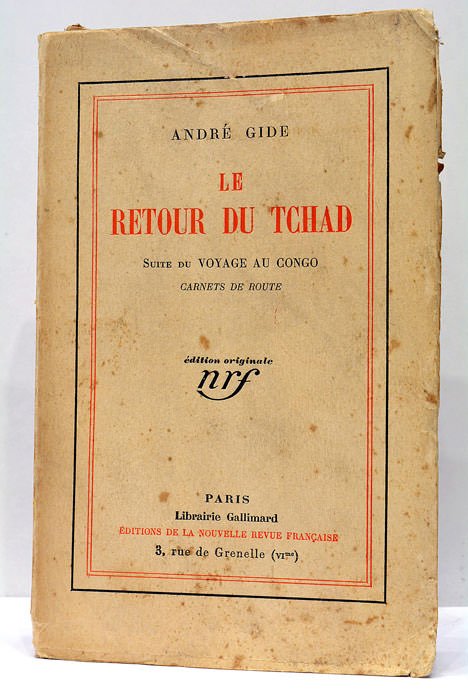 ANDRÉ GIDE
LE
RETOUR DU TCHAD
SUITE DU VOYAGE AU CONGO
CARNETS DE ROUTE
édition originale
nrf
PARIS
Librairie Gallimard
ÉDITIONS DE LA NOUVELLE REVUE FRANÇAISE
3, rue de Grenelle (VIme)